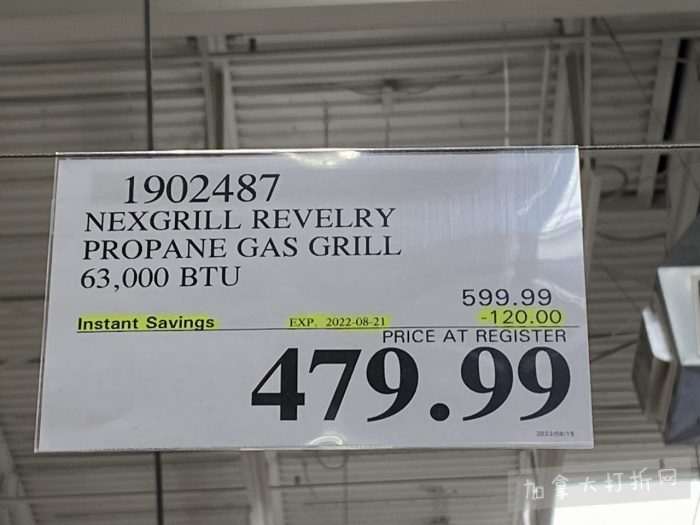 1902487
NEXGRILL REVELRY
PROPANE GAS GRILL
63,000 BTU
599.99
Instant Savings EXP. 2022-08-21 -120.00
PRICE AT REGISTER
479.99
加拿大打折网